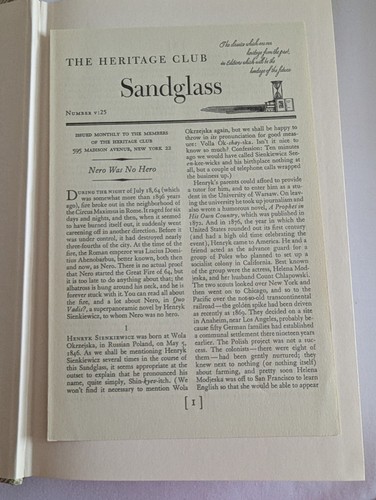 THE HERITAGE CLUB
The classics which are our
heritage from the past,
in Editions which will be the
heritage of the future
Sandglass
NUMBER V:25
ISSUED MONTHLY TO THE MEMBERS
OF THE HERITAGE CLUB
595 MADISON AVENUE, NEW YORK 22
Nero Was No Hero
DURING THE NIGHT of July 18, 64 (which
was somewhat more than 1896 years
ago), fire broke out in the neighborhood of
the Circus Maximus in Rome. It raged for six
days and nights, and then, when it seemed
to have burned itself out, it suddenly went
careening off in another direction. Before it
was under control, it had destroyed nearly
three-fourths of the city. At the time of the
fire, the Roman emperor was Lucius Domi-
tius Ahenobarbus, better known, both then
and now, as Nero. There is no actual proof
that Nero started the Great Fire of 64, but
it is too late to do anything about that; the
albatross is hung around his neck, and he is
forever stuck with it. You can read all about
the fire, and a lot about Nero, in Quo
Vadis?, a superpanoramic novel by Henryk
Sienkiewicz, to whom Nero was no hero.
I
HENRYK SIENKIEWICZ was born at Wola
Okrzejska, in Russian Poland, on May 4,
1846. As we shall be mentioning Henryk
Sienkiewicz several times in the course of
this Sandglass, it seems appropriate at the
outset to explain that he pronounced his
name, quite simply, Shin-kyev-itch. (We
won't find it necessary to mention Wola
Okrzejska again, but we shall be happy to
throw in its pronunciation for good meas-
ure: Volla Ok-shey-ska. Isn't it nice to
know so much? Confession: Ten minutes
ago we would have called Sienkiewicz See-
en-kee-wicks and his birthplace nothing at
all, but a couple of telephone calls wrapped
the business up.)
Henryk's parents could afford to provide
a tutor for him, and to enter him as a stu-
dent in the University of Warsaw. On leav-
ing the university he took up journalism and
also wrote a humorous novel, A Prophet in
His Own Country, which was published in
1872. And in 1876, the year in which the
United States rounded out its first century
(and had a high old time celebrating the
event), Henryk came to America. He and a
friend acted as the advance guard for a
group of Poles who planned to set up a
socialist colony in California. Best known
of the group were the actress, Helena Mod-
jeska, and her husband Count Chlapowski.
The two scouts looked over New York and
then went on to Chicago, and so to the
Pacific over the not-so-old transcontinental
railroad—the golden spike had been driven
as recently as 1869. They decided on a site
in Anaheim, near Los Angeles, probably be-
cause fifty German families had established
a communal settlement there nineteen years
earlier. The Polish project was not a suc-
cess. The colonists—there were eight of
them—had been greatly nurtured; they
knew next to nothing (or nothing itself)
about farming, and pretty soon Helena
Modjeska was off to San Francisco to learn
English so that she would be able to appear
[ 1 ]